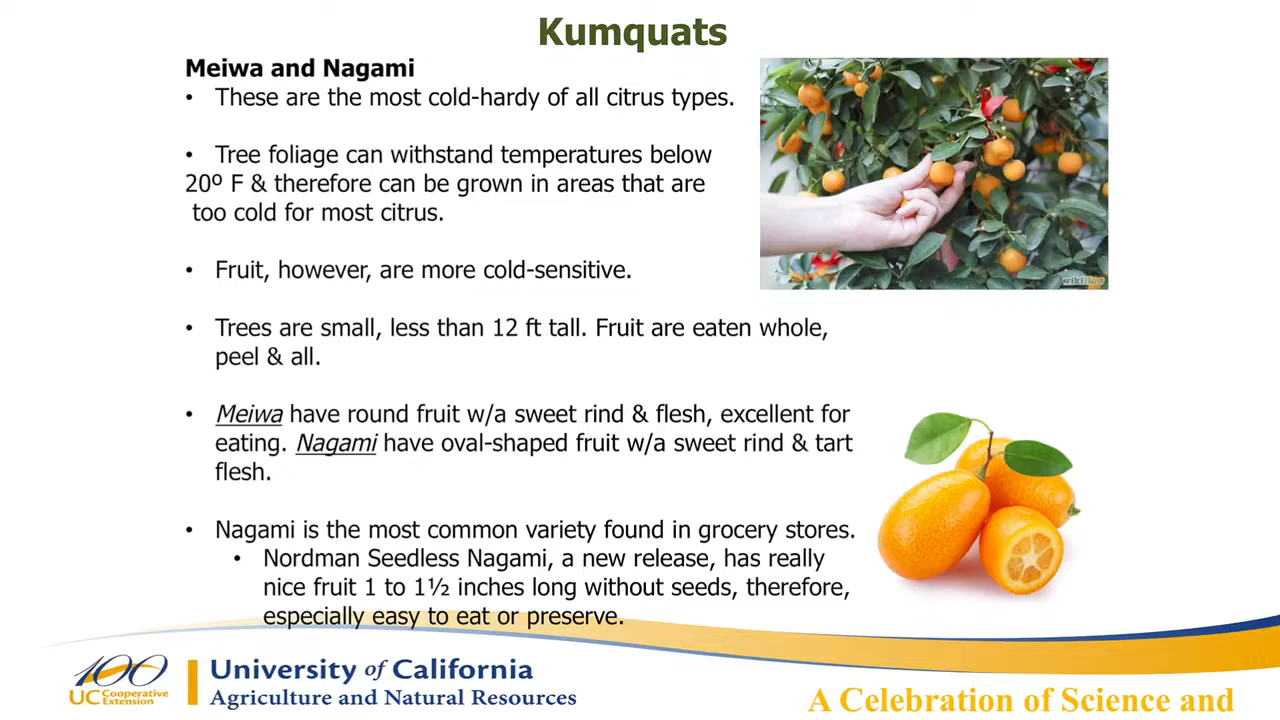 Kumquats
Meiwa and Nagami
• These are the most cold-hardy of all citrus types.
• Tree foliage can withstand temperatures below
20º F & therefore can be grown in areas that are
too cold for most citrus.
• Fruit, however, are more cold-sensitive.
• Trees are small, less than 12 ft tall. Fruit are eaten whole,
peel & all.
• Meiwa have round fruit w/a sweet rind & flesh, excellent for
eating. Nagami have oval-shaped fruit w/a sweet rind & tart
flesh.
• Nagami is the most common variety found in grocery stores.
• Nordman Seedless Nagami, a new release, has really
nice fruit 1 to 1½ inches long without seeds, therefore,
especially easy to eat or preserve.
wikiHow
100
UC Cooperative
Extension
University of California
Agriculture and Natural Resources
A Celebration of Science and